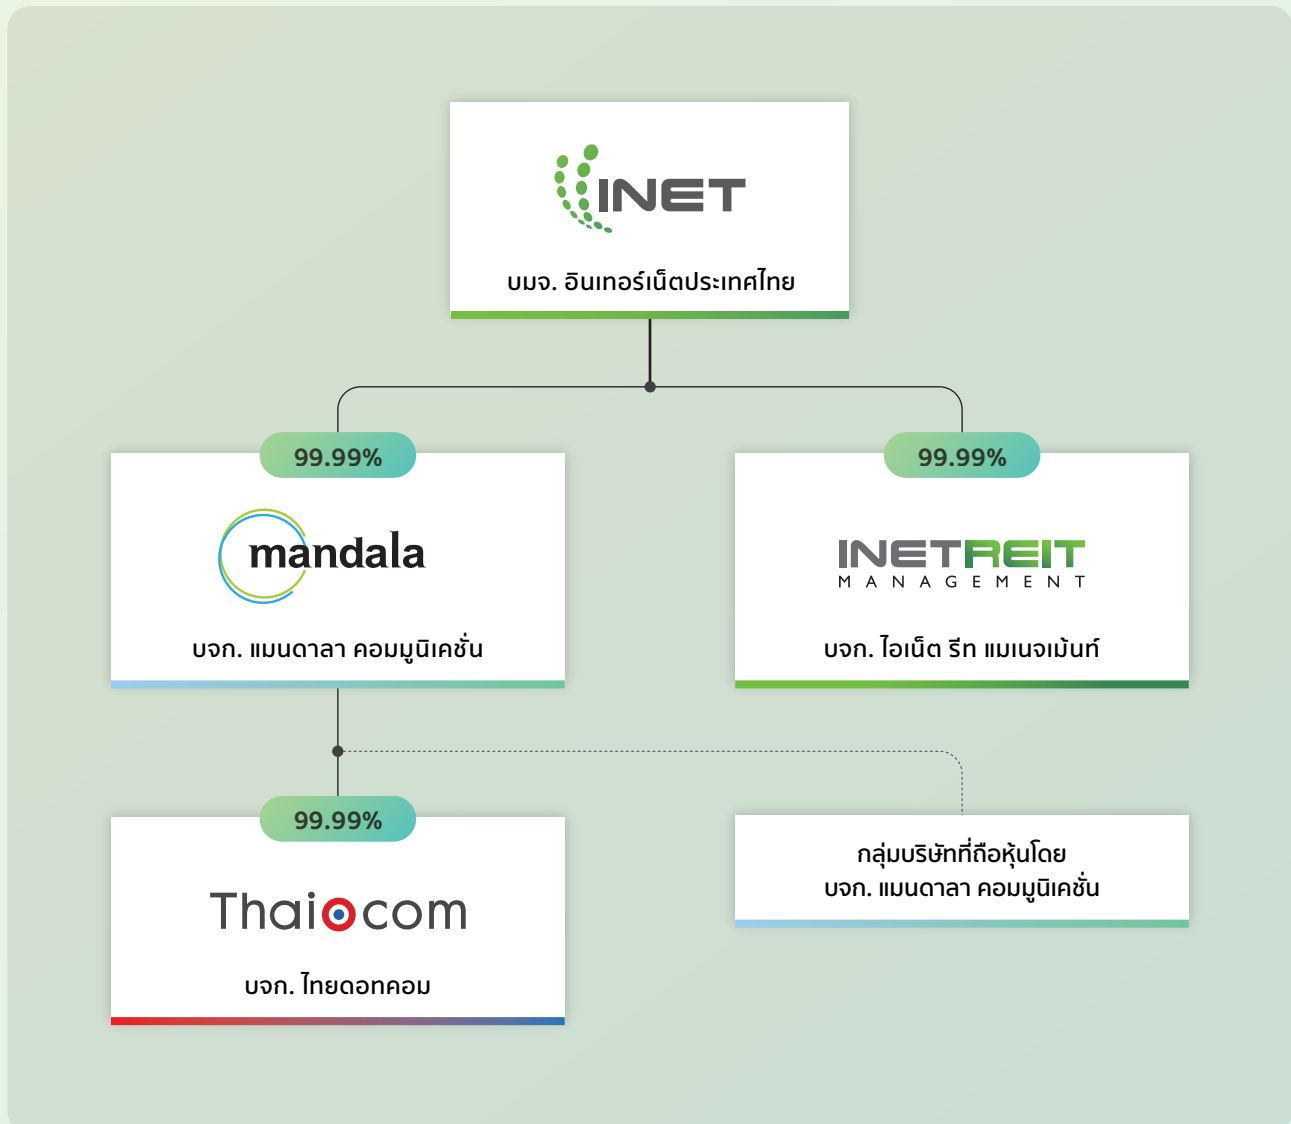 INET
บมจ. อินเทอร์เน็ตประเทศไทย
99.99%
99.99%
mandala
บจก. แมนดาลา คอมมูนิเคชั่น
INETREIT
MANAGEMENT
บจก. ไอเน็ต รีท แมเนจเม้นท์
99.99%
Thai com
บจก. ไทยดอทคอม
กลุ่มบริษัทที่ถือหุ้นโดย
บจก. แมนดาลา คอมมูนิเคชั่น